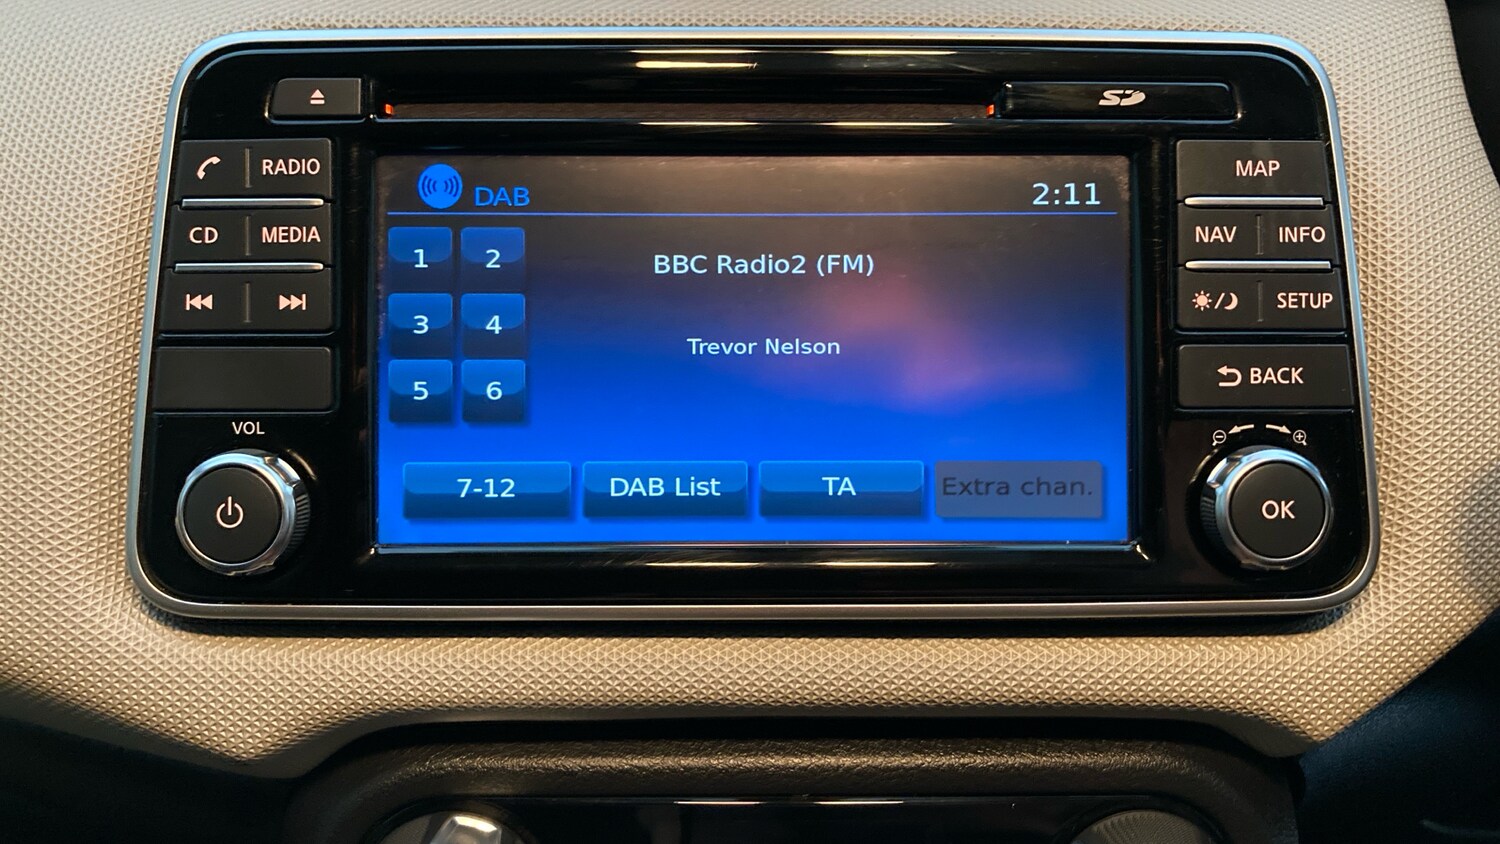 SD
RADIO
MAP
CD MEDIA
NAV INFO
SETUP
BACK
VOL
OK
DAB 2:11
1 2
BBC Radio2 (FM)
3 4
Trevor Nelson
5 6
7-12 DAB List TA Extra chan.